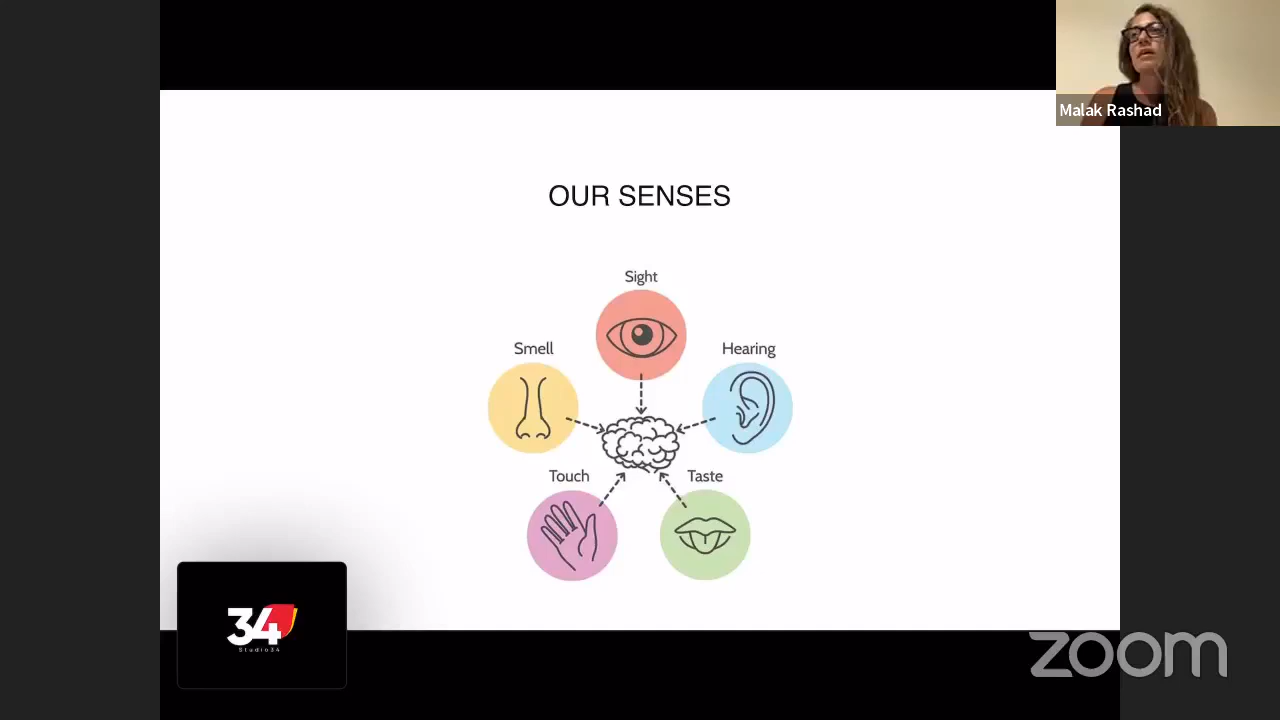 Malak Rashad
OUR SENSES
Sight
Smell
Hearing
Touch
Taste
34
Studio34
zoom